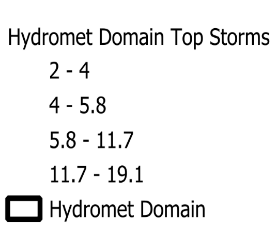 Hydromet Domain Top Storms
2 - 4
4 - 5.8
5.8 - 11.7
11.7 - 19.1
Hydromet Domain